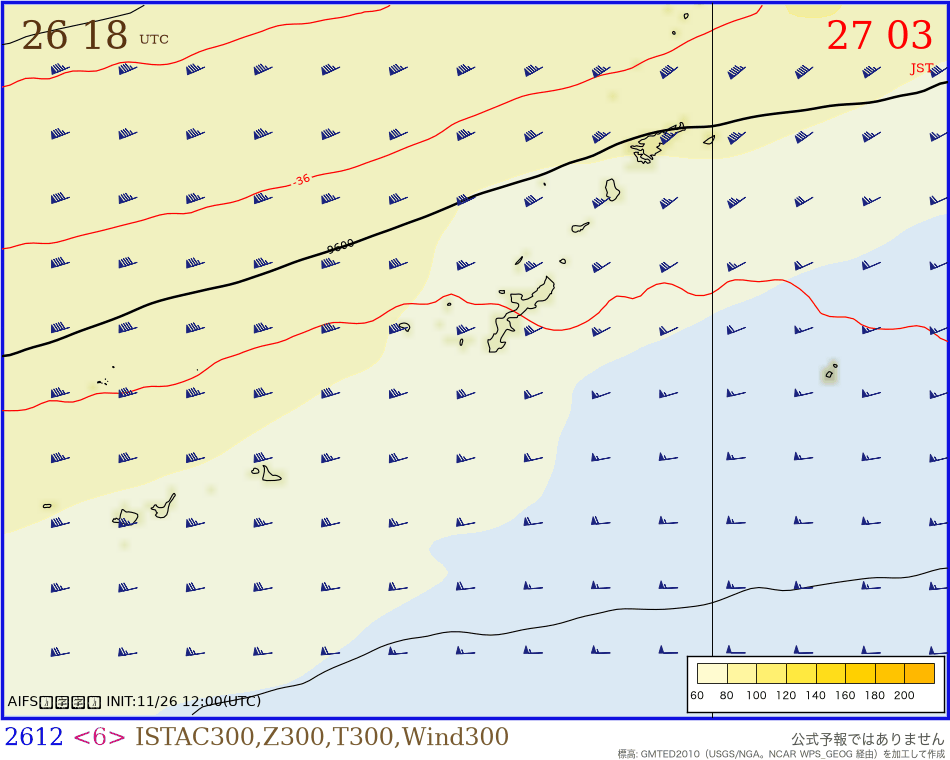 26 18 UTC
27 03
JST
-36
9600
60 80 100 120 140 160 180 200
AIFS INIT:11/26 12:00(UTC)
2612 <6> ISTAC300,Z300,T300,Wind300
公式予報ではありません
標高: GMTED2010（USGS/NGA。NCAR WPS_GEOG 経由）を加工して作成